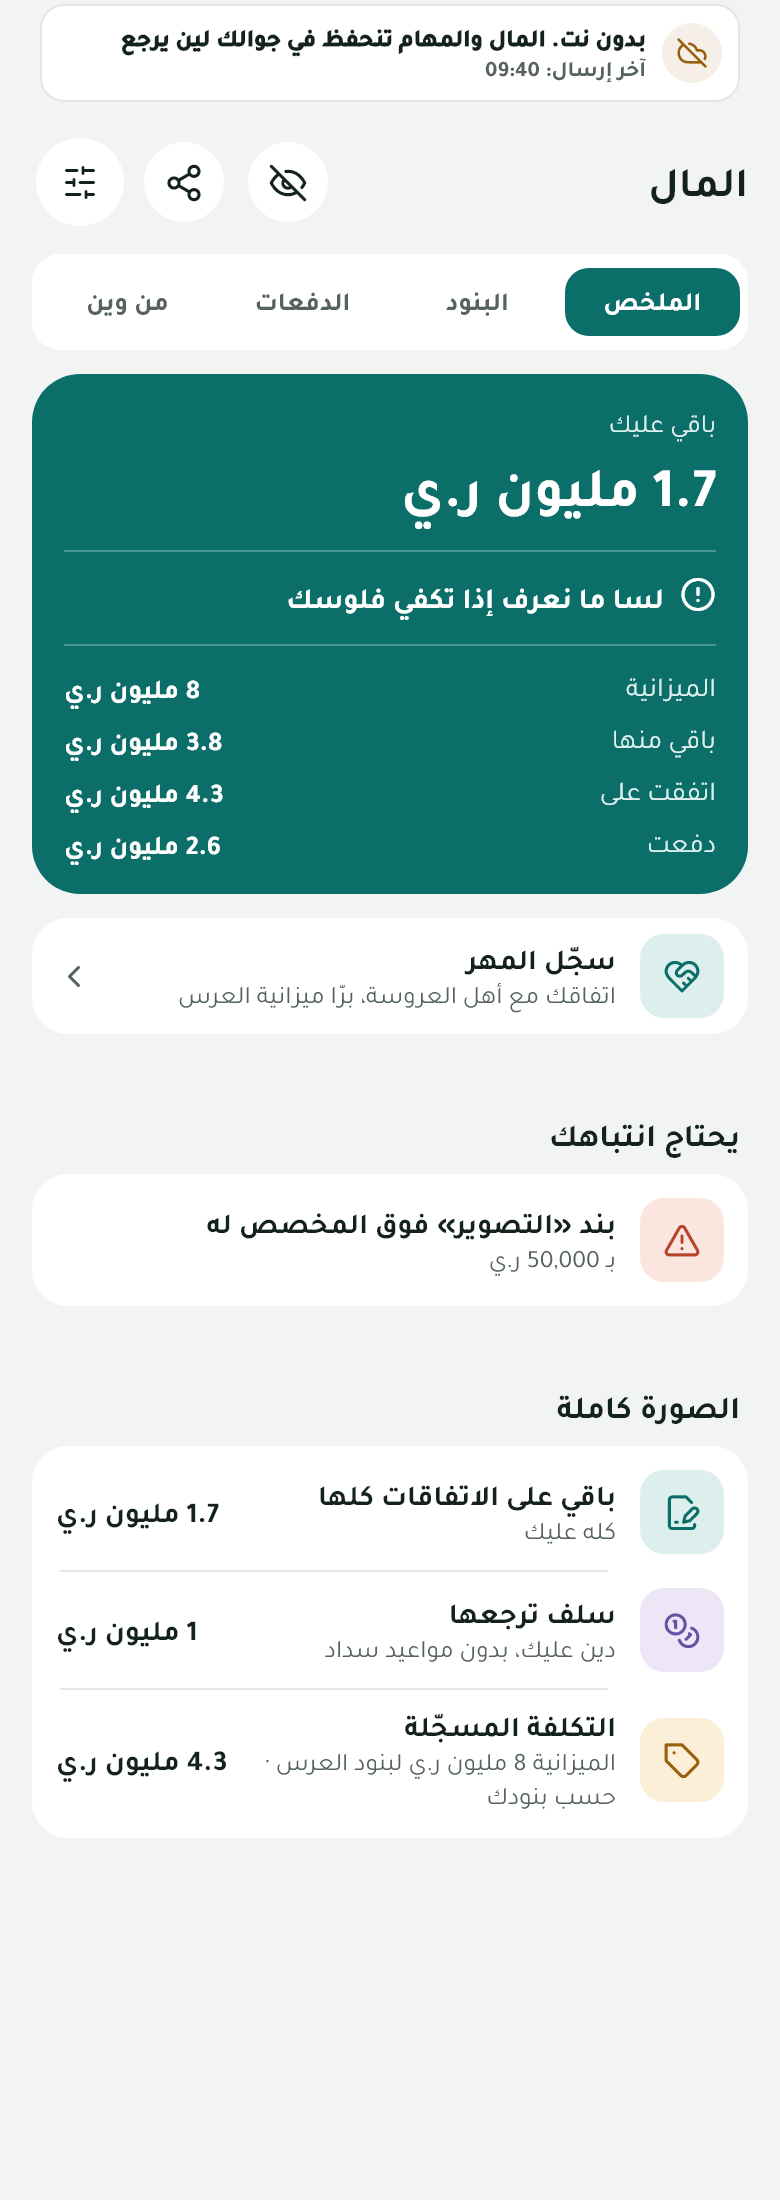 بدون نت. المال والمهام تنحفظ في جوالك لين يرجع
آخر إرسال: 09:40
المال
الملخص
البنود
الدفعات
من وين
باقي عليك
1.7 مليون ر.ي
لسا ما نعرف إذا تكفي فلوسك
الميزانية 8 مليون ر.ي
باقي منها 3.8 مليون ر.ي
اتفقت على 4.3 مليون ر.ي
دفعت 2.6 مليون ر.ي
سجّل المهر
اتفاقك مع أهل العروسة، برّا ميزانية العرس
يحتاج انتباهك
بند «التصوير» فوق المخصص له
بـ 50,000 ر.ي
الصورة كاملة
باقي على الاتفاقات كلها
كله عليك
1.7 مليون ر.ي
سلف ترجعها
دين عليك، بدون مواعيد سداد
1 مليون ر.ي
التكلفة المسجّلة
الميزانية 8 مليون ر.ي لبنود العرس ·
حسب بنودك
4.3 مليون ر.ي